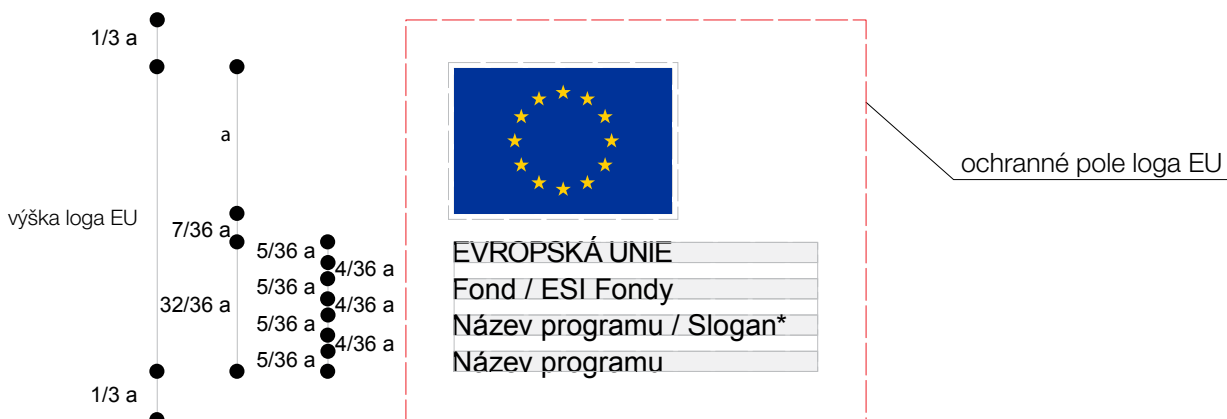 1/3 a
a
ochranné pole loga EU
výška loga EU
7/36 a
5/36 a
EVROPSKÁ UNIE
4/36 a
5/36 a
Fond / ESI Fondy
32/36 a
4/36 a
5/36 a
Název programu / Slogan*
4/36 a
5/36 a
Název programu
1/3 a